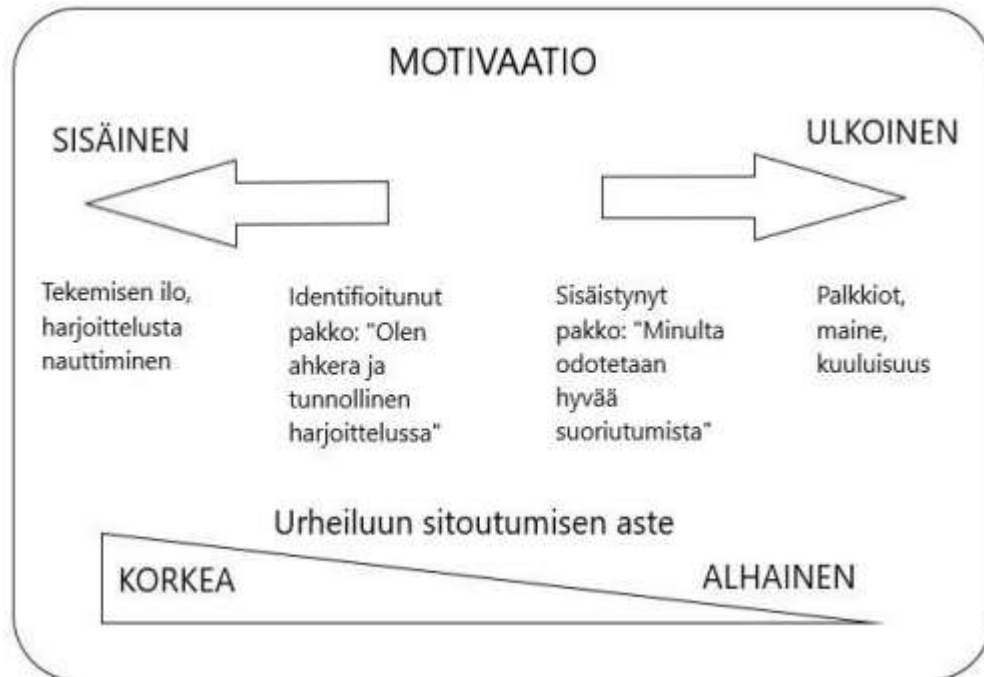 MOTIVAATIO
SISÄINEN
ULKOINEN
Tekemisen ilo,
harjoittelusta
nauttiminen
Identifioitunut
pakko: "Olen
ahkera ja
tunnollinen
harjoittelussa"
Sisäistynyt
pakko: "Minulta
odotetaan
hyvää
suoriutumista"
Palkkiot,
maine,
kuuluisuus
Urheiluun sitoutumisen aste
KORKEA
ALHAINEN